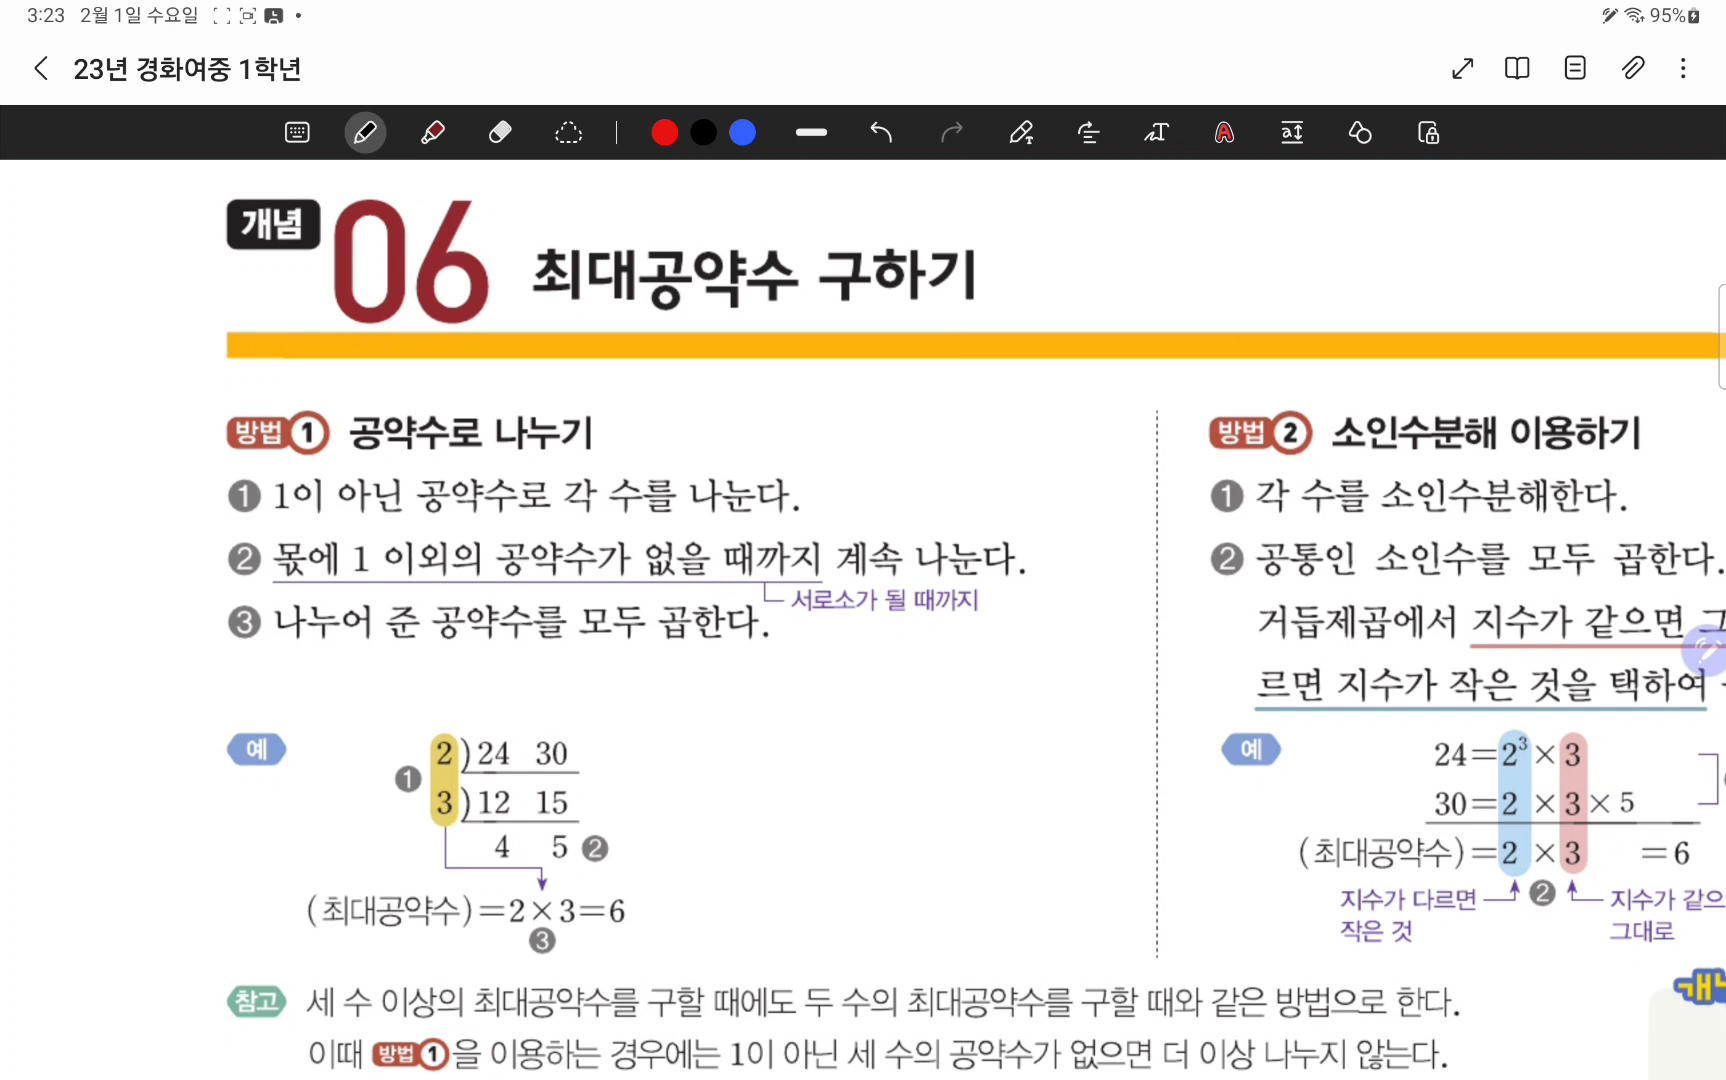 3:23 2월 1일 수요일
95%
23년 경화여중 1학년
개념 06 최대공약수 구하기
방법 1 공약수로 나누기
1 1이 아닌 공약수로 각 수를 나눈다.
2 몫에 1 이외의 공약수가 없을 때까지 계속 나눈다.
서로소가 될 때까지
3 나누어 준 공약수를 모두 곱한다.
예
1 2)24 30
3)12 15
4 5 2
(최대공약수)=2×3=6
3
방법 2 소인수분해 이용하기
1 각 수를 소인수분해한다.
2 공통인 소인수를 모두 곱한다.
거듭제곱에서 지수가 같으면 그
르면 지수가 작은 것을 택하여
예
24=2³×3
30=2×3×5
(최대공약수)=2×3 =6
지수가 다르면 2 지수가 같으
작은 것 그대로
참고 세 수 이상의 최대공약수를 구할 때에도 두 수의 최대공약수를 구할 때와 같은 방법으로 한다.
이때 방법 1을 이용하는 경우에는 1이 아닌 세 수의 공약수가 없으면 더 이상 나누지 않는다.